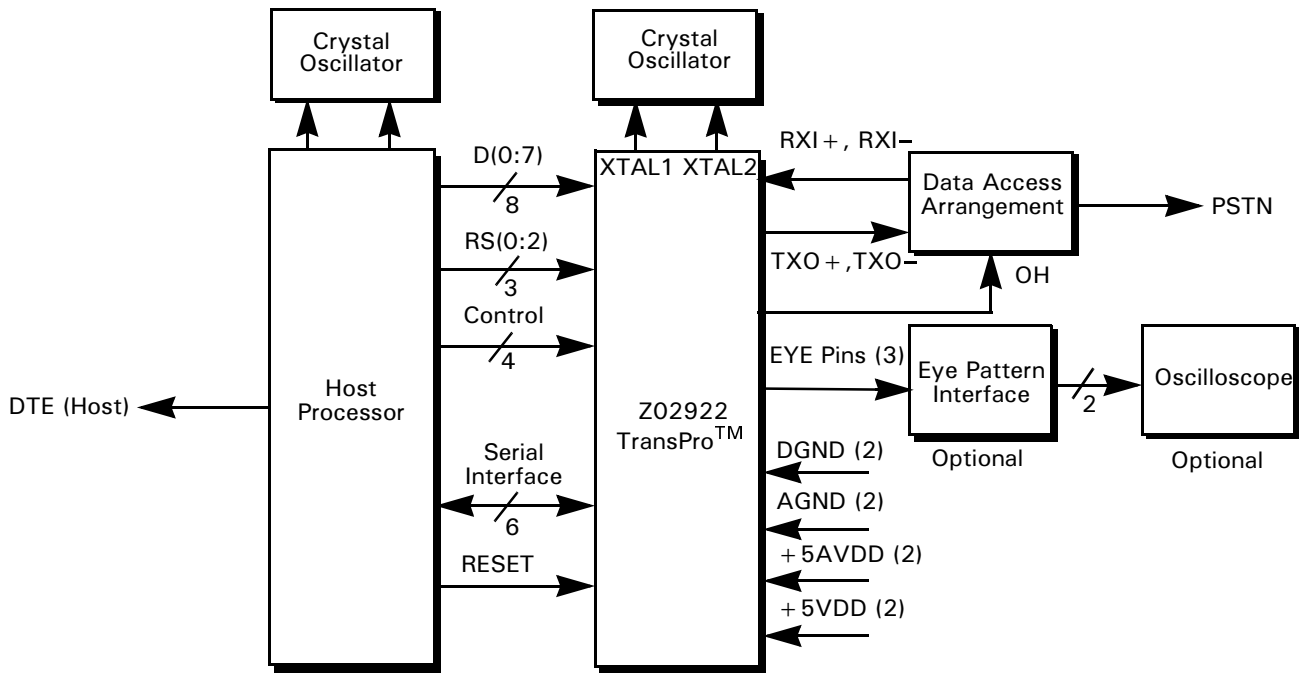 Crystal
Oscillator
Crystal
Oscillator
D(0:7)
8
RS(0:2)
3
Control
4
Host
Processor
DTE (Host)
Serial
Interface
6
RESET
XTAL1 XTAL2
Z02922
TransPro™
RXI+, RXI–
TXO+,TXO–
Data Access
Arrangement
PSTN
OH
EYE Pins (3)
Eye Pattern
Interface
Optional
2
Oscilloscope
Optional
DGND (2)
AGND (2)
+5AVDD (2)
+5VDD (2)